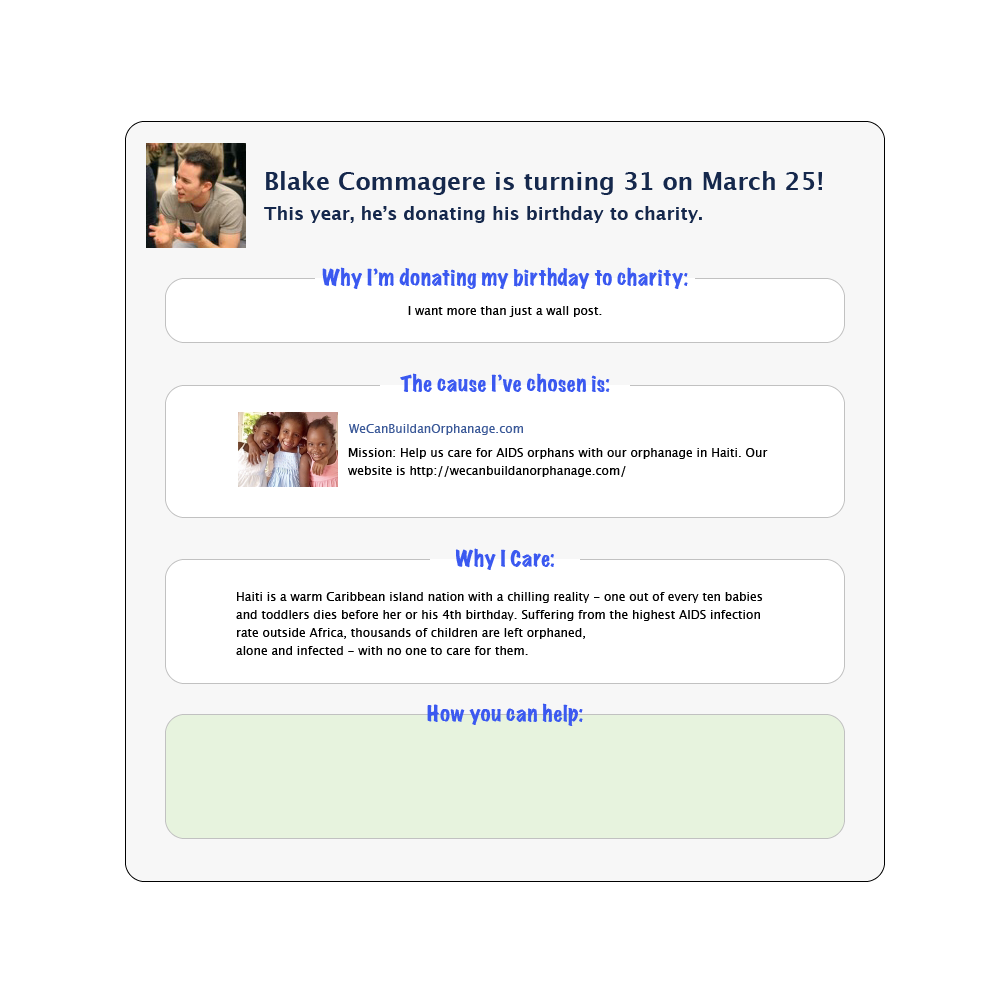 Blake Commagere is turning 31 on March 25!
This year, he’s donating his birthday to charity.
Why I’m donating my birthday to charity:
I want more than just a wall post.
The cause I’ve chosen is:
WeCanBuildanOrphanage.com
Mission: Help us care for AIDS orphans with our orphanage in Haiti. Our
website is http://wecanbuildanorphanage.com/
Why I Care:
Haiti is a warm Caribbean island nation with a chilling reality – one out of every ten babies
and toddlers dies before her or his 4th birthday. Suffering from the highest AIDS infection
rate outside Africa, thousands of children are left orphaned,
alone and infected – with no one to care for them.
How you can help: